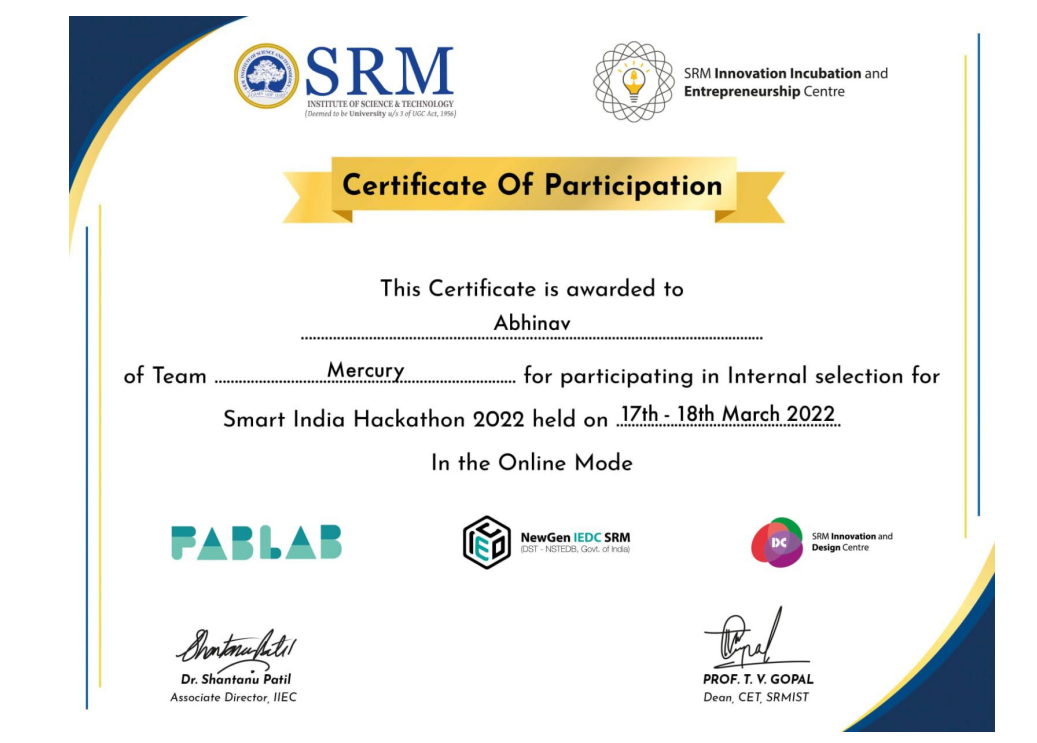 SRM
INSTITUTE OF SCIENCE & TECHNOLOGY
(Deemed to be University u/s 3 of UGC Act, 1956)
SRM Innovation Incubation and
Entrepreneurship Centre
Certificate Of Participation
This Certificate is awarded to
Abhinav
of Team Mercury for participating in Internal selection for
Smart India Hackathon 2022 held on 17th - 18th March 2022
In the Online Mode
FABLAB
NewGen IEDC SRM
(DST - NSTEDB, Govt. of India)
DC
SRM Innovation and
Design Centre
Dr. Shantanu Patil
Associate Director, IIEC
PROF. T. V. GOPAL
Dean, CET, SRMIST